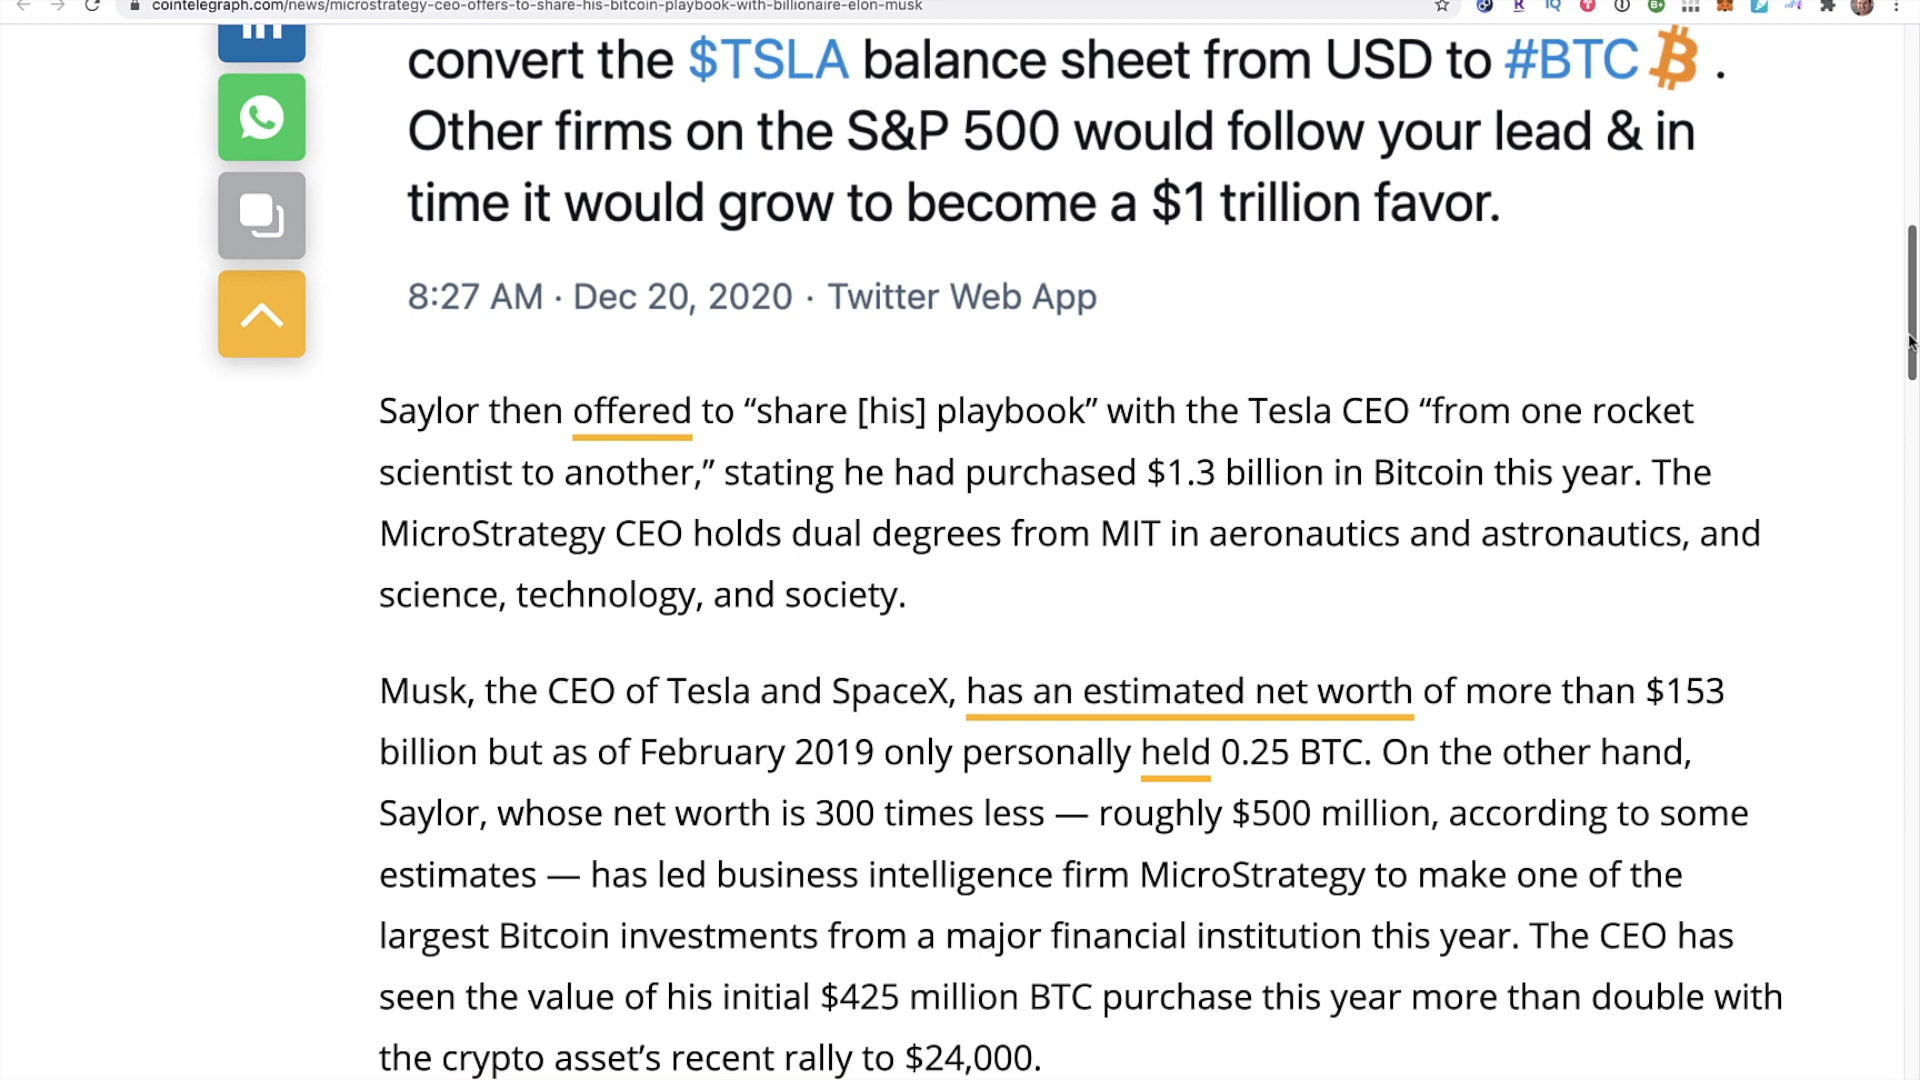 cointelegraph.com/news/microstrategy-ceo-offers-to-share-his-bitcoin-playbook-with-billionaire-elon-musk
in
convert the $TSLA balance sheet from USD to #BTC .
Other firms on the S&P 500 would follow your lead & in
time it would grow to become a $1 trillion favor.
8:27 AM · Dec 20, 2020 · Twitter Web App
Saylor then offered to “share [his] playbook” with the Tesla CEO “from one rocket
scientist to another,” stating he had purchased $1.3 billion in Bitcoin this year. The
MicroStrategy CEO holds dual degrees from MIT in aeronautics and astronautics, and
science, technology, and society.
Musk, the CEO of Tesla and SpaceX, has an estimated net worth of more than $153
billion but as of February 2019 only personally held 0.25 BTC. On the other hand,
Saylor, whose net worth is 300 times less — roughly $500 million, according to some
estimates — has led business intelligence firm MicroStrategy to make one of the
largest Bitcoin investments from a major financial institution this year. The CEO has
seen the value of his initial $425 million BTC purchase this year more than double with
the crypto asset’s recent rally to $24,000.